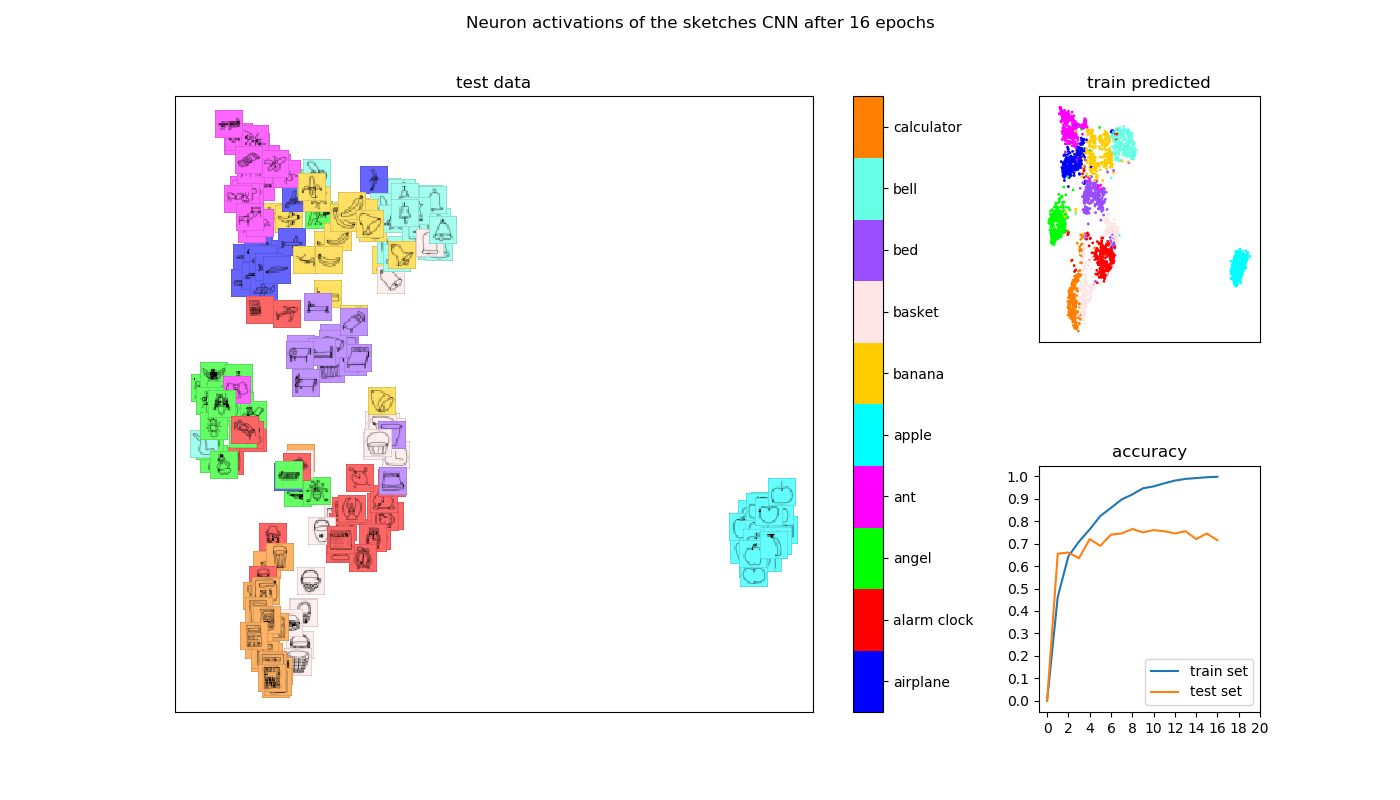 Neuron activations of the sketches CNN after 16 epochs
test data
calculator
bell
bed
basket
banana
apple
ant
angel
alarm clock
airplane
train predicted
accuracy
1.0
0.9
0.8
0.7
0.6
0.5
0.4
0.3
0.2
0.1
0.0
train set
test set
0 2 4 6 8 10 12 14 16 18 20